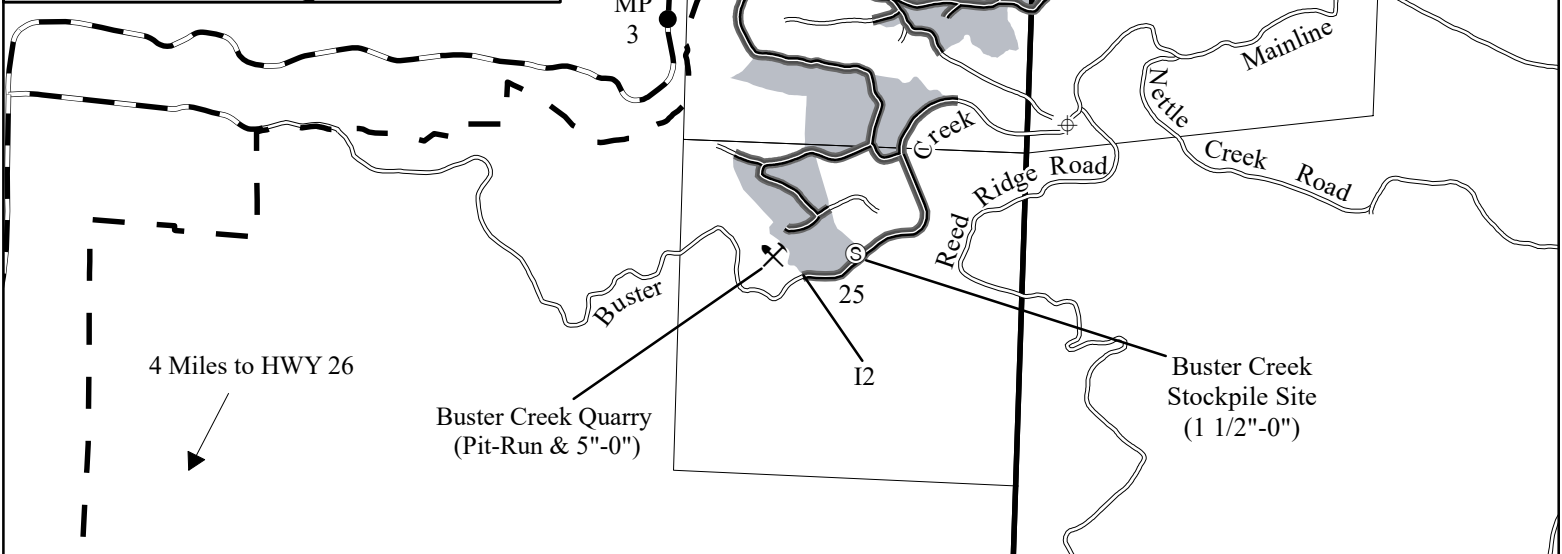 MP
3
Mainline
Nettle
Creek
Creek Road
Ridge Road
Reed
S
25
Buster
4 Miles to HWY 26
I2
Buster Creek
Stockpile Site
(1 1/2"-0")
Buster Creek Quarry
(Pit-Run & 5"-0")